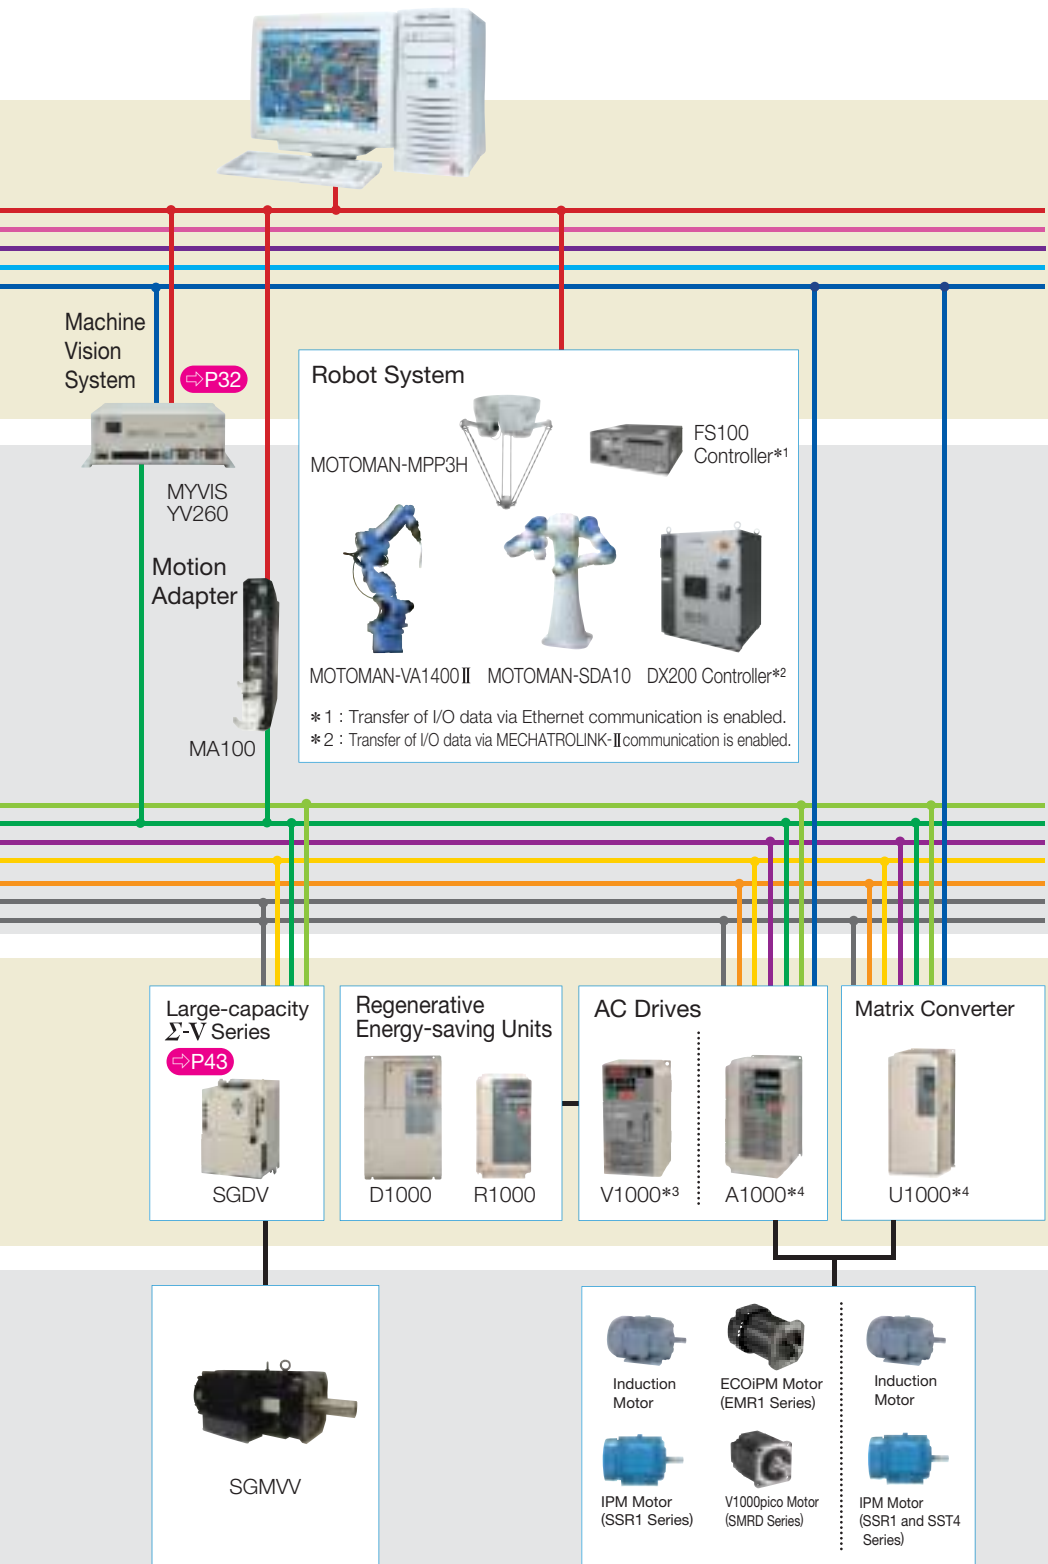 Machine
Vision
System
⇨P32
MYVIS
YV260
Motion
Adapter
MA100
Robot System
MOTOMAN-MPP3H
FS100
Controller*1
MOTOMAN-VA1400Ⅱ
MOTOMAN-SDA10
DX200 Controller*2
*1 : Transfer of I/O data via Ethernet communication is enabled.
*2 : Transfer of I/O data via MECHATROLINK-Ⅱ communication is enabled.
Large-capacity
Σ-V Series
⇨P43
SGDV
Regenerative
Energy-saving Units
D1000
R1000
AC Drives
V1000*3
A1000*4
Matrix Converter
U1000*4
SGMVV
Induction
Motor
ECOiPM Motor
(EMR1 Series)
Induction
Motor
IPM Motor
(SSR1 Series)
V1000pico Motor
(SMRD Series)
IPM Motor
(SSR1 and SST4
Series)